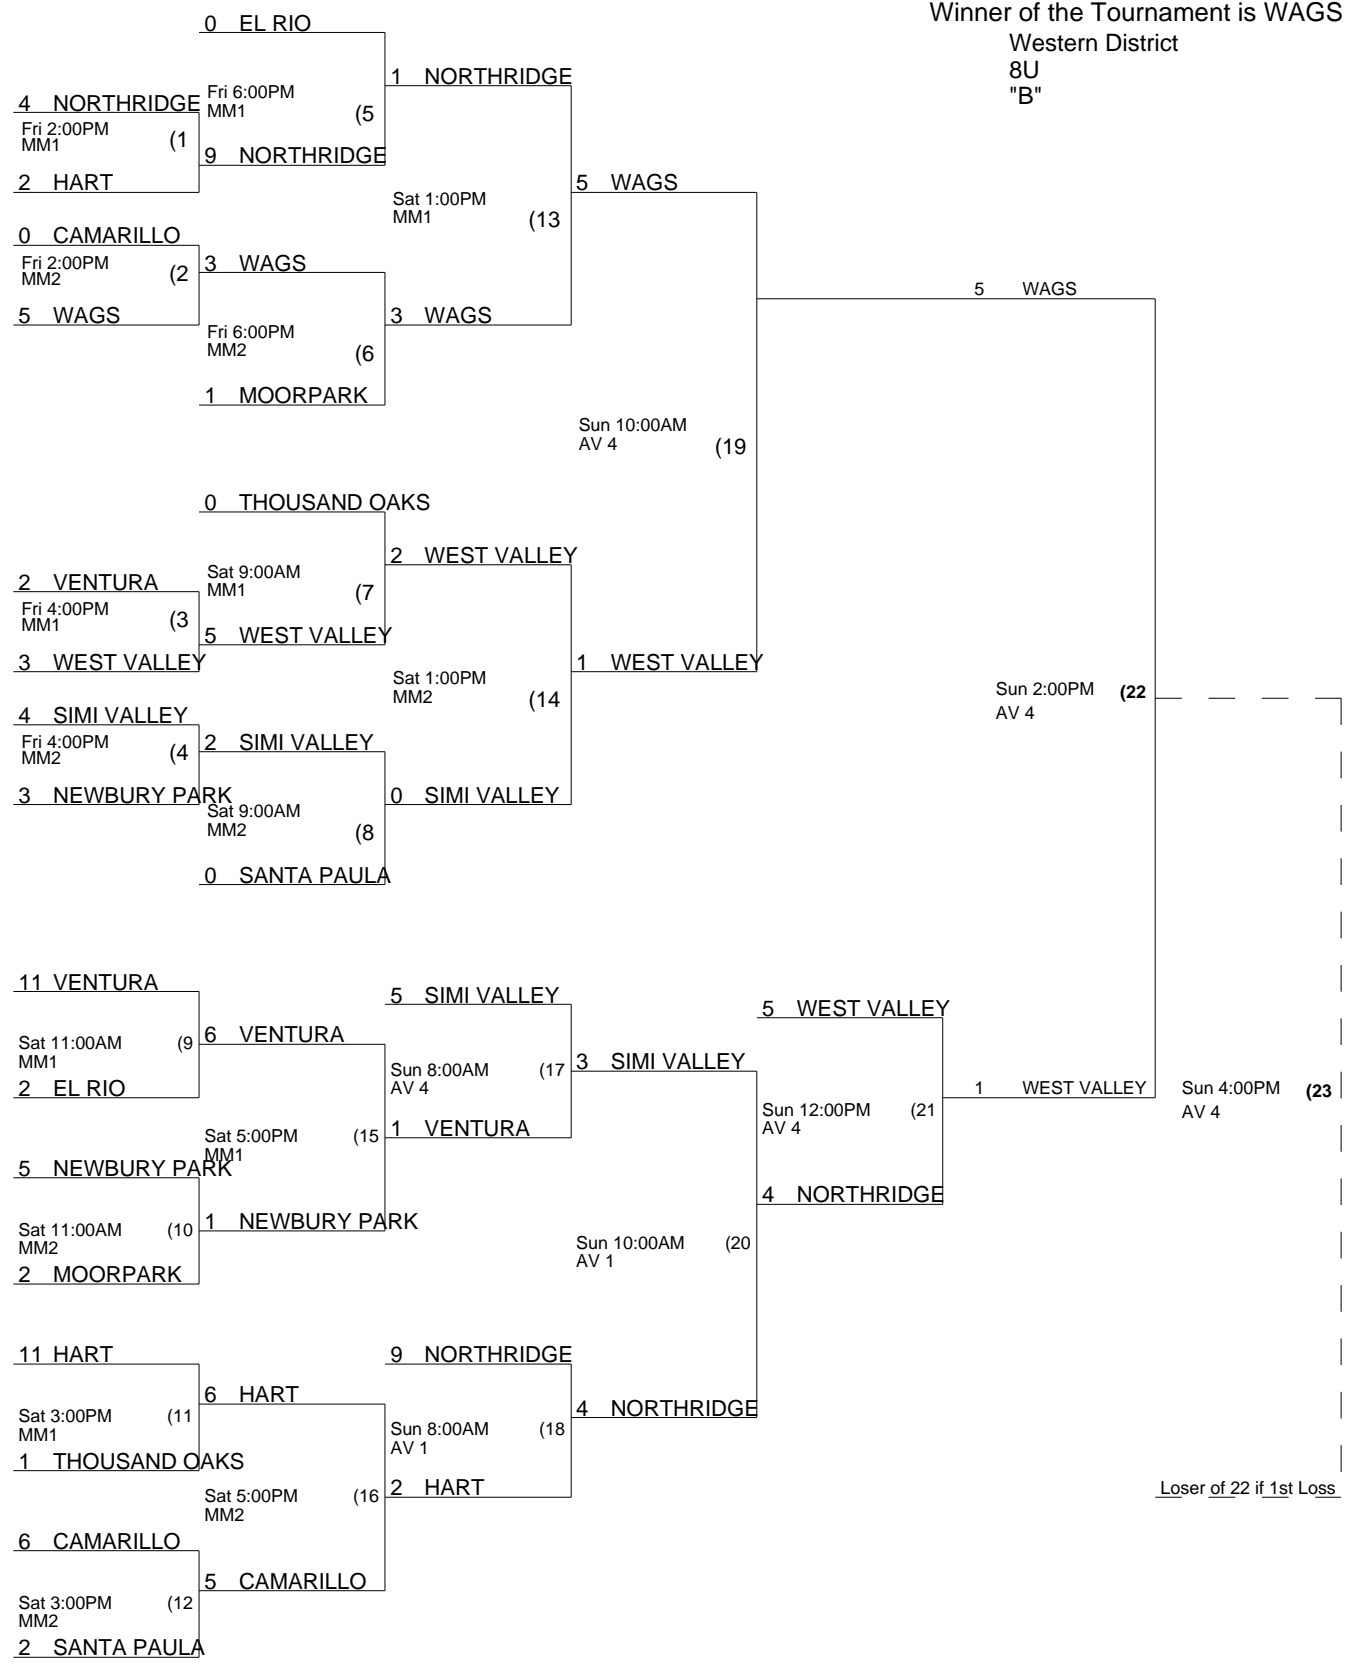 Winner of the Tournament is WAGS
Western District
8U
"B"
0 EL RIO
1 NORTHRIDGE
4 NORTHRIDGE
Fri 6:00PM
MM1
(5
Fri 2:00PM
MM1
(1
9 NORTHRIDGE
2 HART
5 WAGS
Sat 1:00PM
MM1
(13
0 CAMARILLO
Fri 2:00PM
MM2
(2
3 WAGS
5 WAGS
5 WAGS
3 WAGS
Fri 6:00PM
MM2
(6
1 MOORPARK
Sun 10:00AM
AV 4
(19
0 THOUSAND OAKS
2 WEST VALLEY
2 VENTURA
Sat 9:00AM
MM1
(7
Fri 4:00PM
MM1
(3
5 WEST VALLEY
3 WEST VALLEY
1 WEST VALLEY
Sat 1:00PM
MM2
(14
Sun 2:00PM
AV 4
(22
4 SIMI VALLEY
Fri 4:00PM
MM2
(4
2 SIMI VALLEY
3 NEWBURY PARK
0 SIMI VALLEY
Sat 9:00AM
MM2
(8
0 SANTA PAULA
11 VENTURA
5 SIMI VALLEY
5 WEST VALLEY
Sat 11:00AM
MM1
(9
6 VENTURA
Sun 8:00AM
AV 4
(17
3 SIMI VALLEY
2 EL RIO
1 WEST VALLEY
Sun 4:00PM
AV 4
(23
Sun 12:00PM
AV 4
(21
Sat 5:00PM
MM1
(15
1 VENTURA
5 NEWBURY PARK
4 NORTHRIDGE
Sat 11:00AM
MM2
(10
1 NEWBURY PARK
Sun 10:00AM
AV 1
(20
2 MOORPARK
11 HART
9 NORTHRIDGE
6 HART
Sat 3:00PM
MM1
(11
4 NORTHRIDGE
Sun 8:00AM
AV 1
(18
1 THOUSAND OAKS
2 HART
Sat 5:00PM
MM2
(16
Loser of 22 if 1st Loss
6 CAMARILLO
5 CAMARILLO
Sat 3:00PM
MM2
(12
2 SANTA PAULA